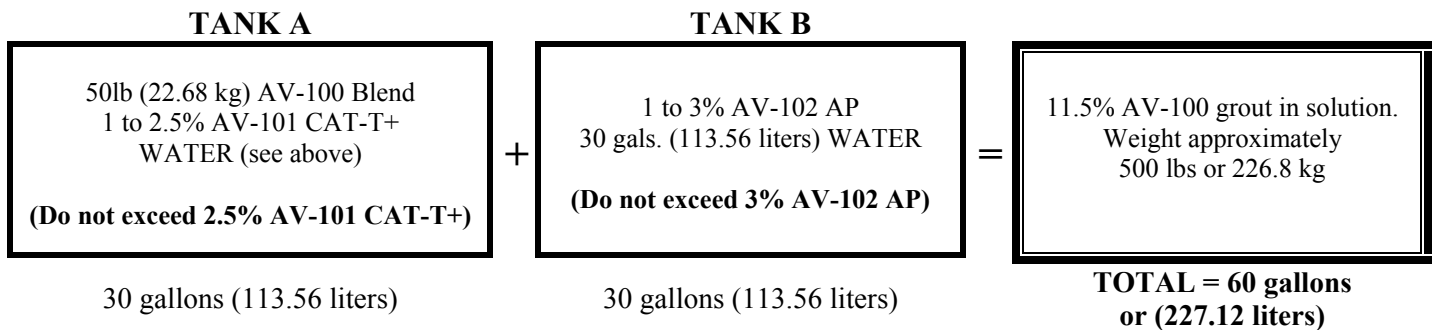 TANK A
50lb (22.68 kg) AV-100 Blend
1 to 2.5% AV-101 CAT-T+
WATER (see above)
(Do not exceed 2.5% AV-101 CAT-T+)
30 gallons (113.56 liters)
+
TANK B
1 to 3% AV-102 AP
30 gals. (113.56 liters) WATER
(Do not exceed 3% AV-102 AP)
30 gallons (113.56 liters)
=
11.5% AV-100 grout in solution.
Weight approximately
500 lbs or 226.8 kg
TOTAL = 60 gallons
or (227.12 liters)